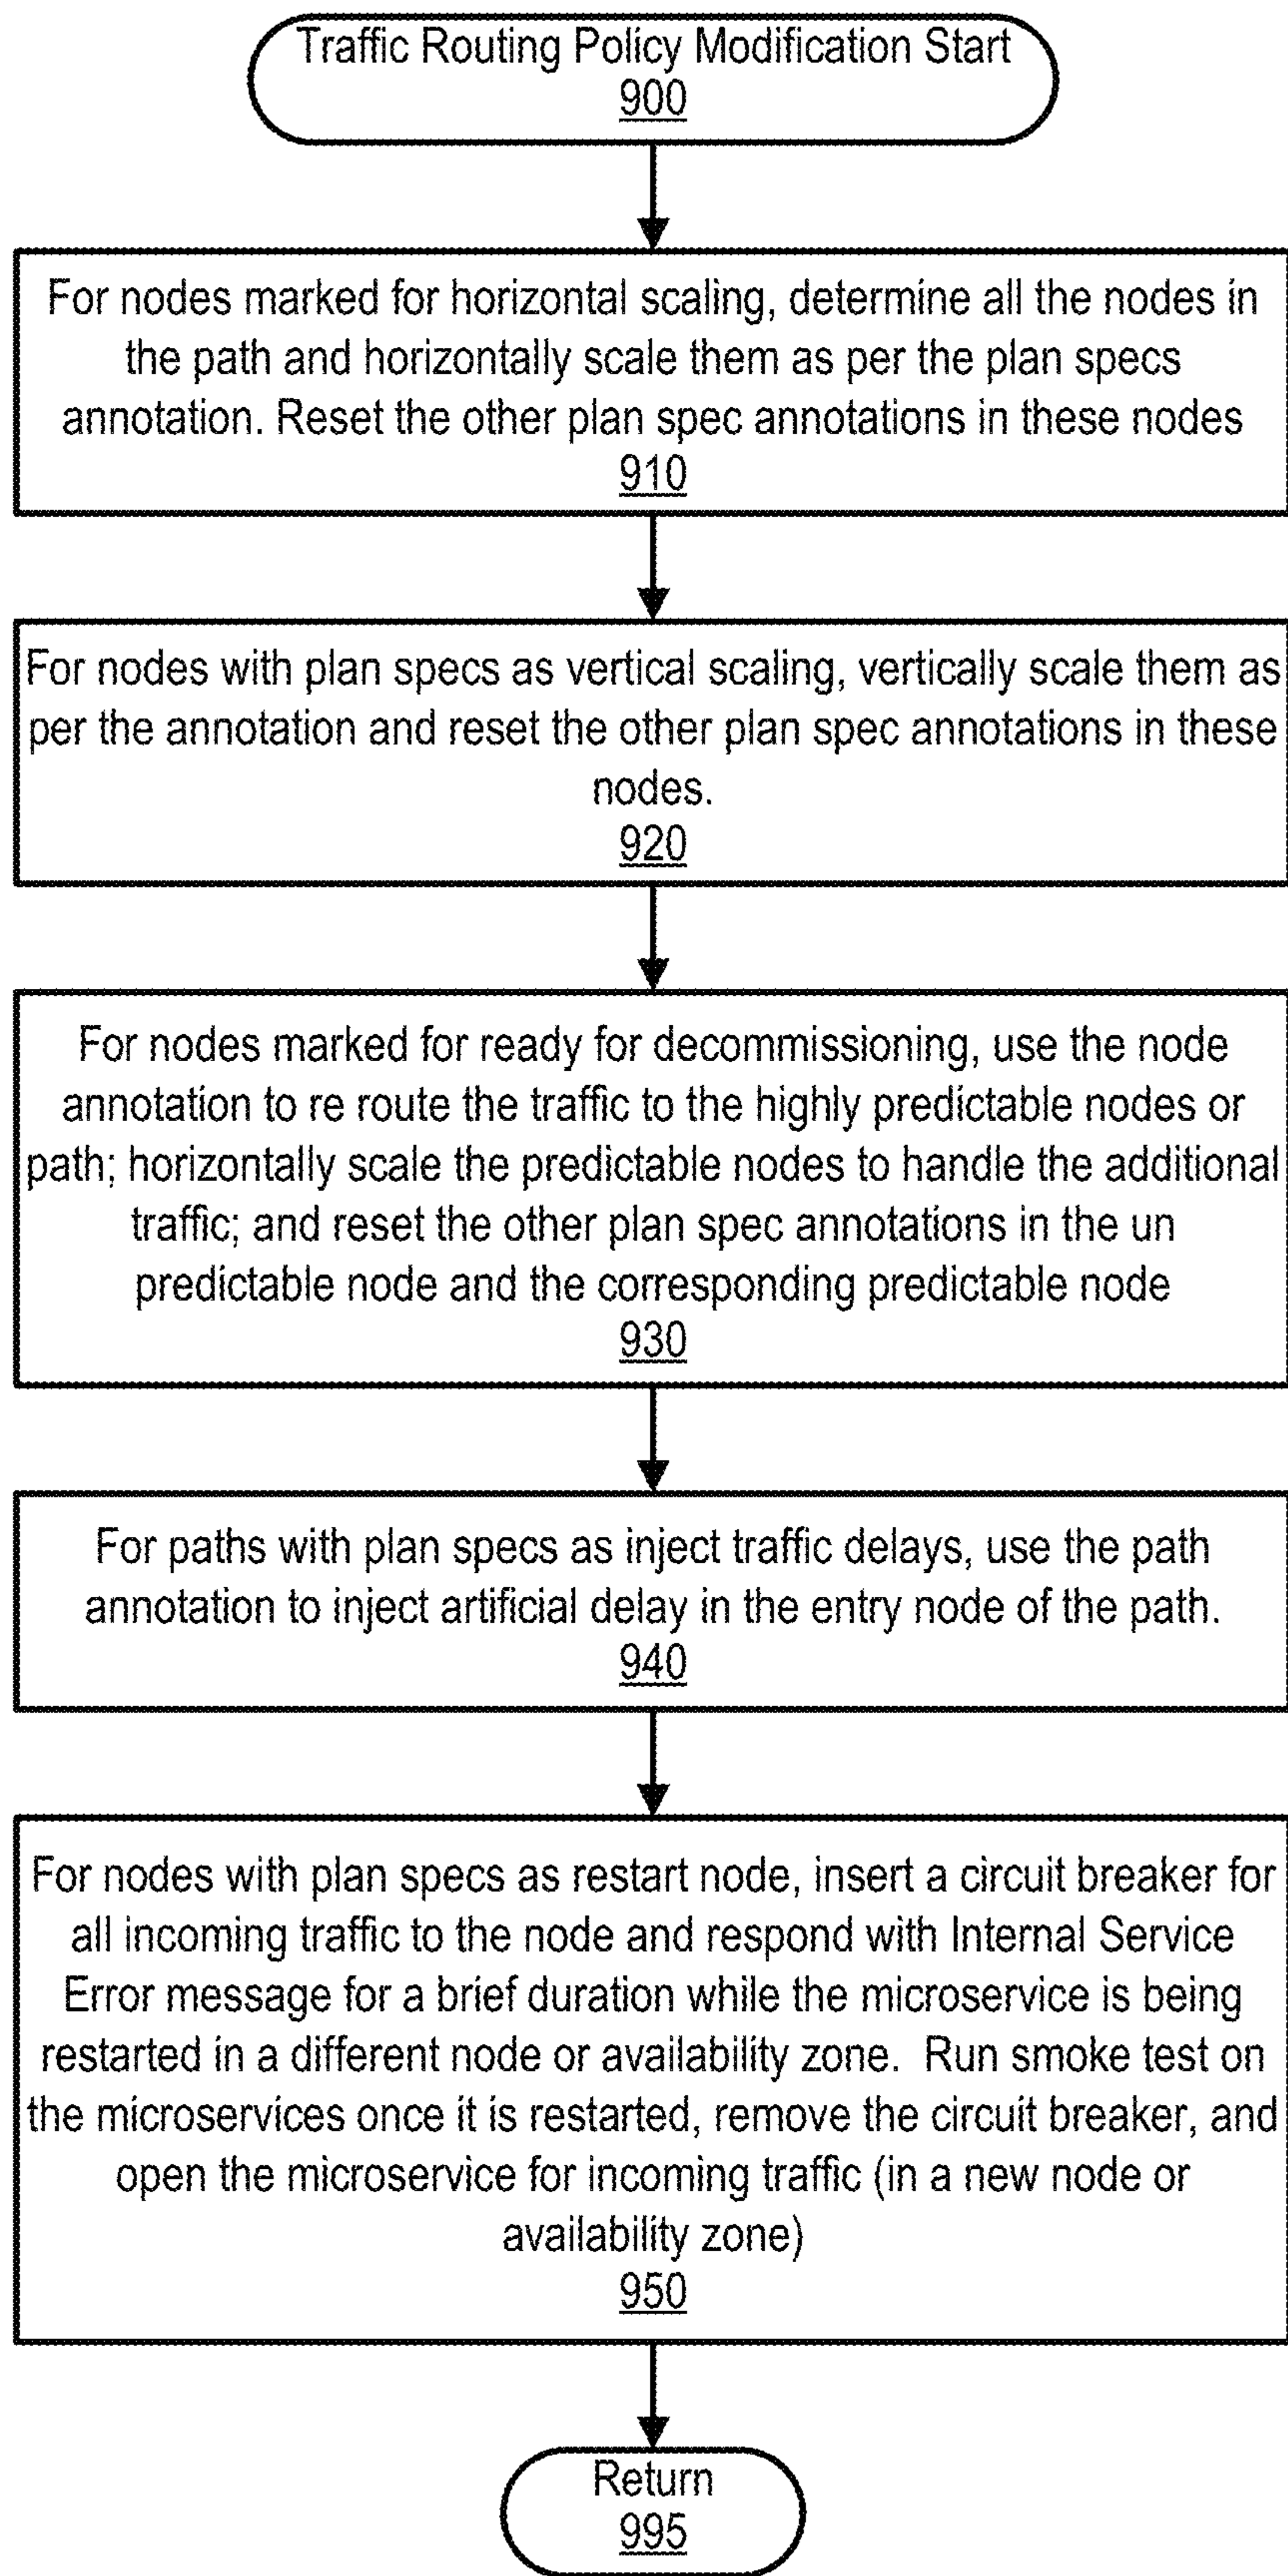 Traffic Routing Policy Modification Start
900
For nodes marked for horizontal scaling, determine all the nodes in
the path and horizontally scale them as per the plan specs
annotation. Reset the other plan spec annotations in these nodes
910
For nodes with plan specs as vertical scaling, vertically scale them as
per the annotation and reset the other plan spec annotations in these
nodes.
920
For nodes marked for ready for decommissioning, use the node
annotation to re route the traffic to the highly predictable nodes or
path; horizontally scale the predictable nodes to handle the additional
traffic; and reset the other plan spec annotations in the un
predictable node and the corresponding predictable node
930
For paths with plan specs as inject traffic delays, use the path
annotation to inject artificial delay in the entry node of the path.
940
For nodes with plan specs as restart node, insert a circuit breaker for
all incoming traffic to the node and respond with Internal Service
Error message for a brief duration while the microservice is being
restarted in a different node or availability zone.  Run smoke test on
the microservices once it is restarted, remove the circuit breaker, and
open the microservice for incoming traffic (in a new node or
availability zone)
950
Return
995